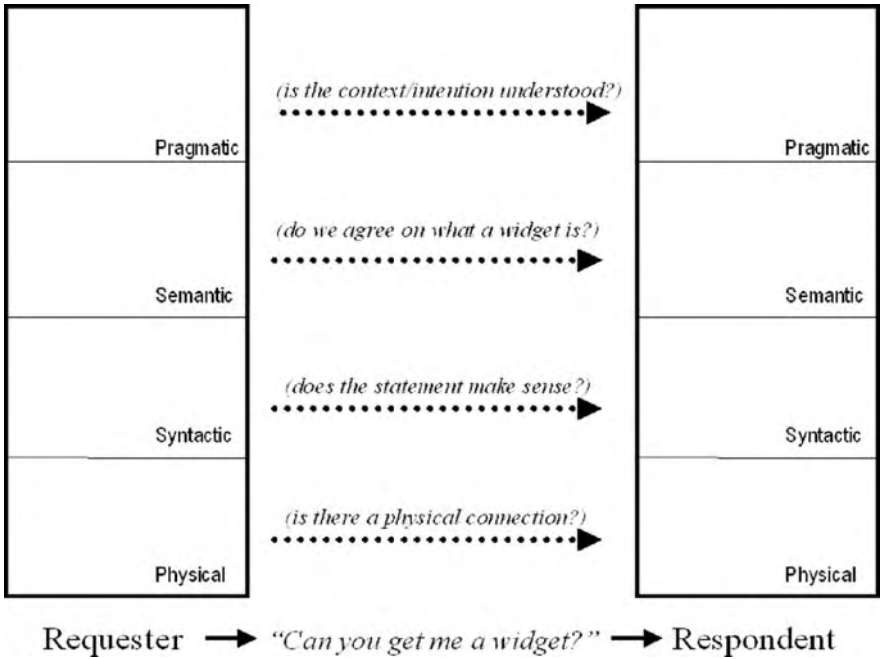 (is the context/intention understood?)
Pragmatic
Pragmatic
(do we agree on what a widget is?)
Semantic
Semantic
(does the statement make sense?)
Syntactic
Syntactic
(is there a physical connection?)
Physical
Physical
Requester "Can you get me a widget?" Respondent